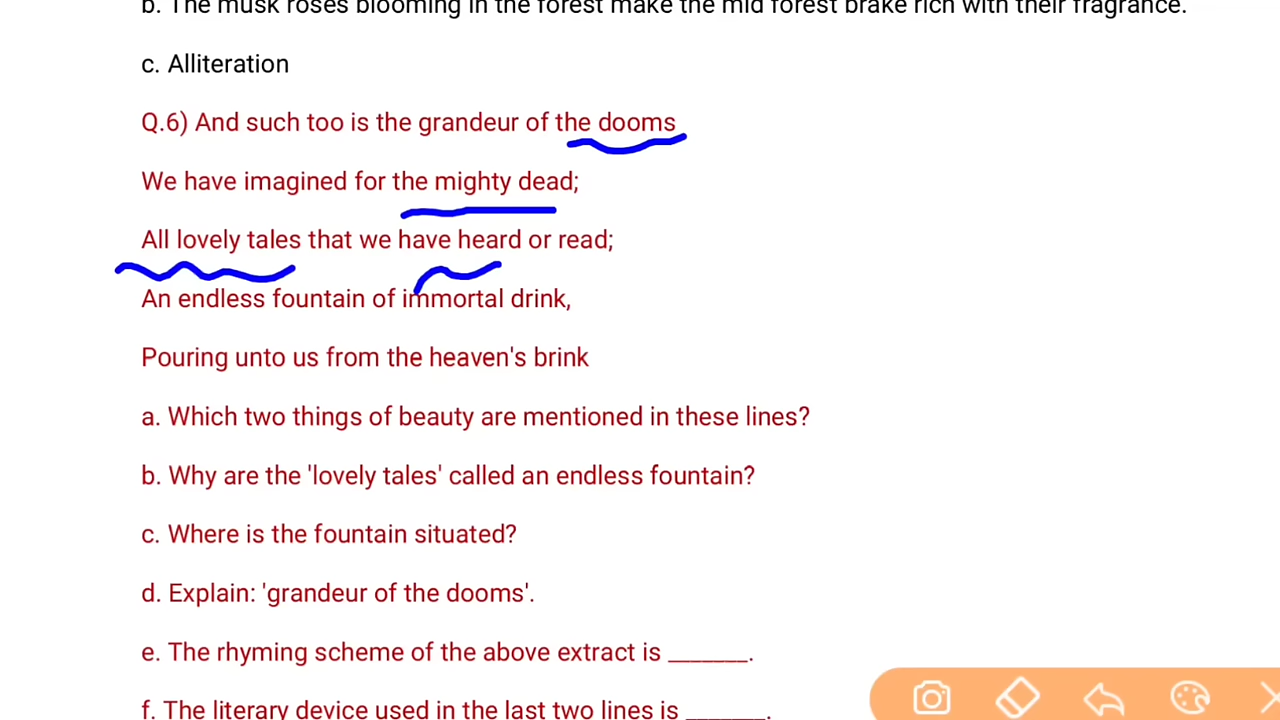 b. The musk roses blooming in the forest make the mid forest brake rich with their fragrance.
c. Alliteration
Q.6) And such too is the grandeur of the dooms
We have imagined for the mighty dead;
All lovely tales that we have heard or read;
An endless fountain of immortal drink,
Pouring unto us from the heaven's brink
a. Which two things of beauty are mentioned in these lines?
b. Why are the 'lovely tales' called an endless fountain?
c. Where is the fountain situated?
d. Explain: 'grandeur of the dooms'.
e. The rhyming scheme of the above extract is ______.
f. The literary device used in the last two lines is ______.